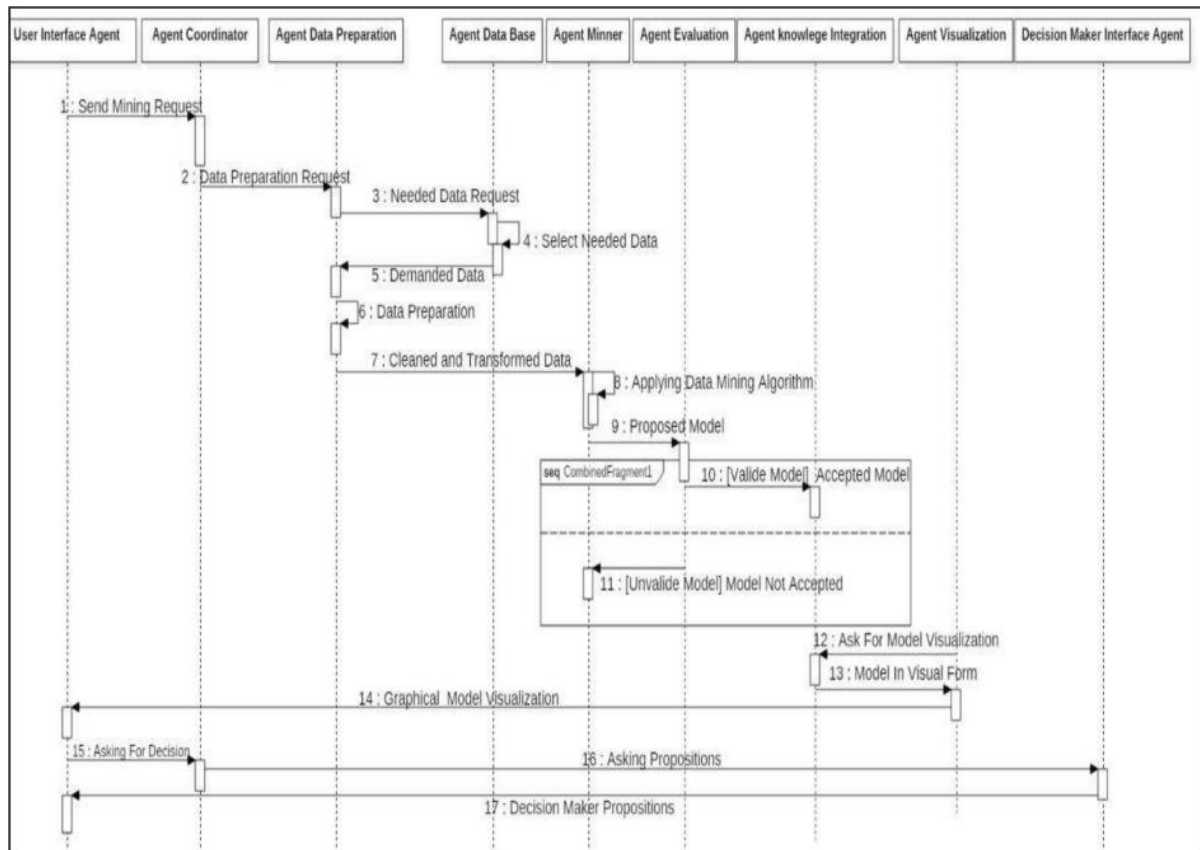 User Interface Agent
Agent Coordinator
Agent Data Preparation
Agent Data Base
Agent Minner
Agent Evaluation
Agent knowlege Integration
Agent Visualization
Decision Maker Interface Agent
1 : Send Mining Request
2 : Data Preparation Request
3 : Needed Data Request
4 : Select Needed Data
5 : Demanded Data
6 : Data Preparation
7 : Cleaned and Transformed Data
8 : Applying Data Mining Algorithm
9 : Proposed Model
seq CombinedFragment1
10 : [Valide Model] Accepted Model
11 : [Unvalide Model] Model Not Accepted
12 : Ask For Model Visualization
13 : Model In Visual Form
14 : Graphical Model Visualization
15 : Asking For Decision
16 : Asking Propositions
17 : Decision Maker Propositions